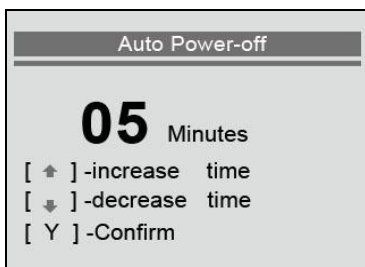 Auto Power-off
05 Minutes
[ ↑ ] -increase time
[ ↓ ] -decrease time
[ Y ] -Confirm